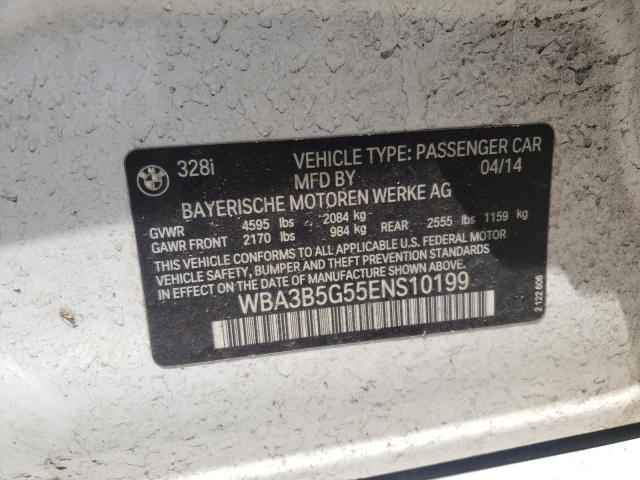 328i VEHICLE TYPE: PASSENGER CAR
MFD BY 04/14
BAYERISCHE MOTOREN WERKE AG
GVWR 4595 lbs 2084 kg
GAWR FRONT 2170 lbs 984 kg REAR 2555 lbs 1159 kg
THIS VEHICLE CONFORMS TO ALL APPLICABLE U.S. FEDERAL MOTOR
VEHICLE SAFETY, BUMPER AND THEFT PREVENTION STANDARDS
IN EFFECT ON THE DATE OF MANUFACTURE SHOWN ABOVE.
WBA3B5G55ENS10199
2 122 606